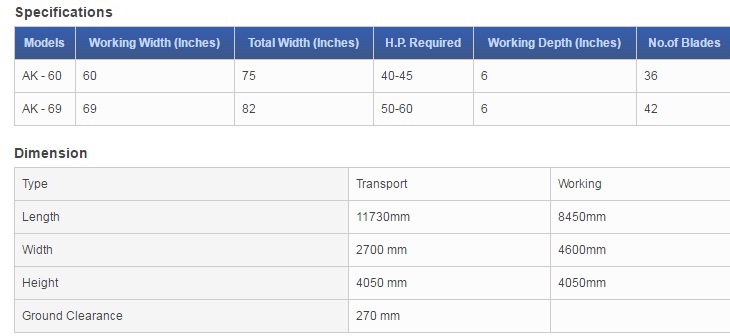 Specifications
Models Working Width (Inches) Total Width (Inches) H.P. Required Working Depth (Inches) No.of Blades
AK - 60 60 75 40-45 6 36
AK - 69 69 82 50-60 6 42
Dimension
Type Transport Working
Length 11730mm 8450mm
Width 2700 mm 4600mm
Height 4050 mm 4050mm
Ground Clearance 270 mm